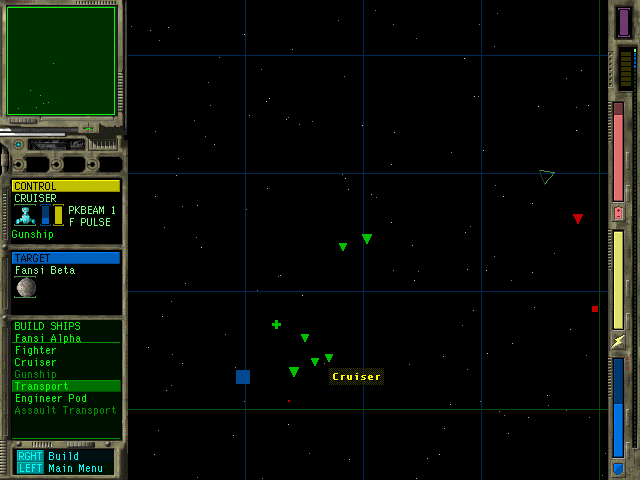 CONTROL
CRUISER
PKBEAM 1
F PULSE
Gunship
TARGET
Fansi Beta
BUILD SHIPS
Fansi Alpha
Fighter
Cruiser
Gunship
Transport
Engineer Pod
Assault Transport
RGHT Build
LEFT Main Menu
Cruiser